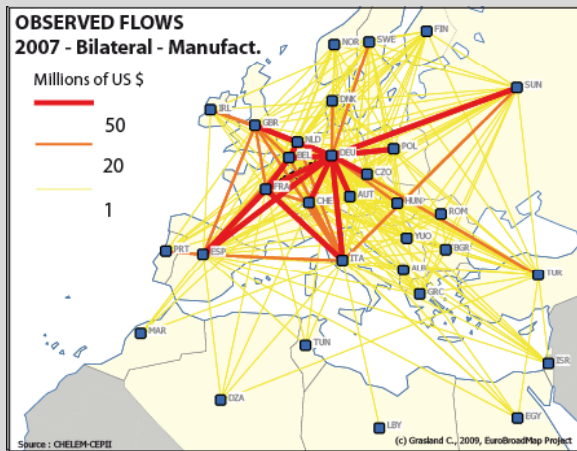 OBSERVED FLOWS
2007 - Bilateral - Manufact.
Millions of US $
50
20
1
NOR
SWE
FIN
SUN
IRL
GBR
DNK
NLD
BEL
DEU
POL
CZO
FRA
CHE
AUT
HUN
ROM
YUO
BGR
PRT
ESP
ITA
ALB
TUR
GRC
MAR
TUN
ISR
DZA
LBY
EGY
Source : CHELEM-CEPII
(c) Grasland C., 2009, EuroBroadMap Project